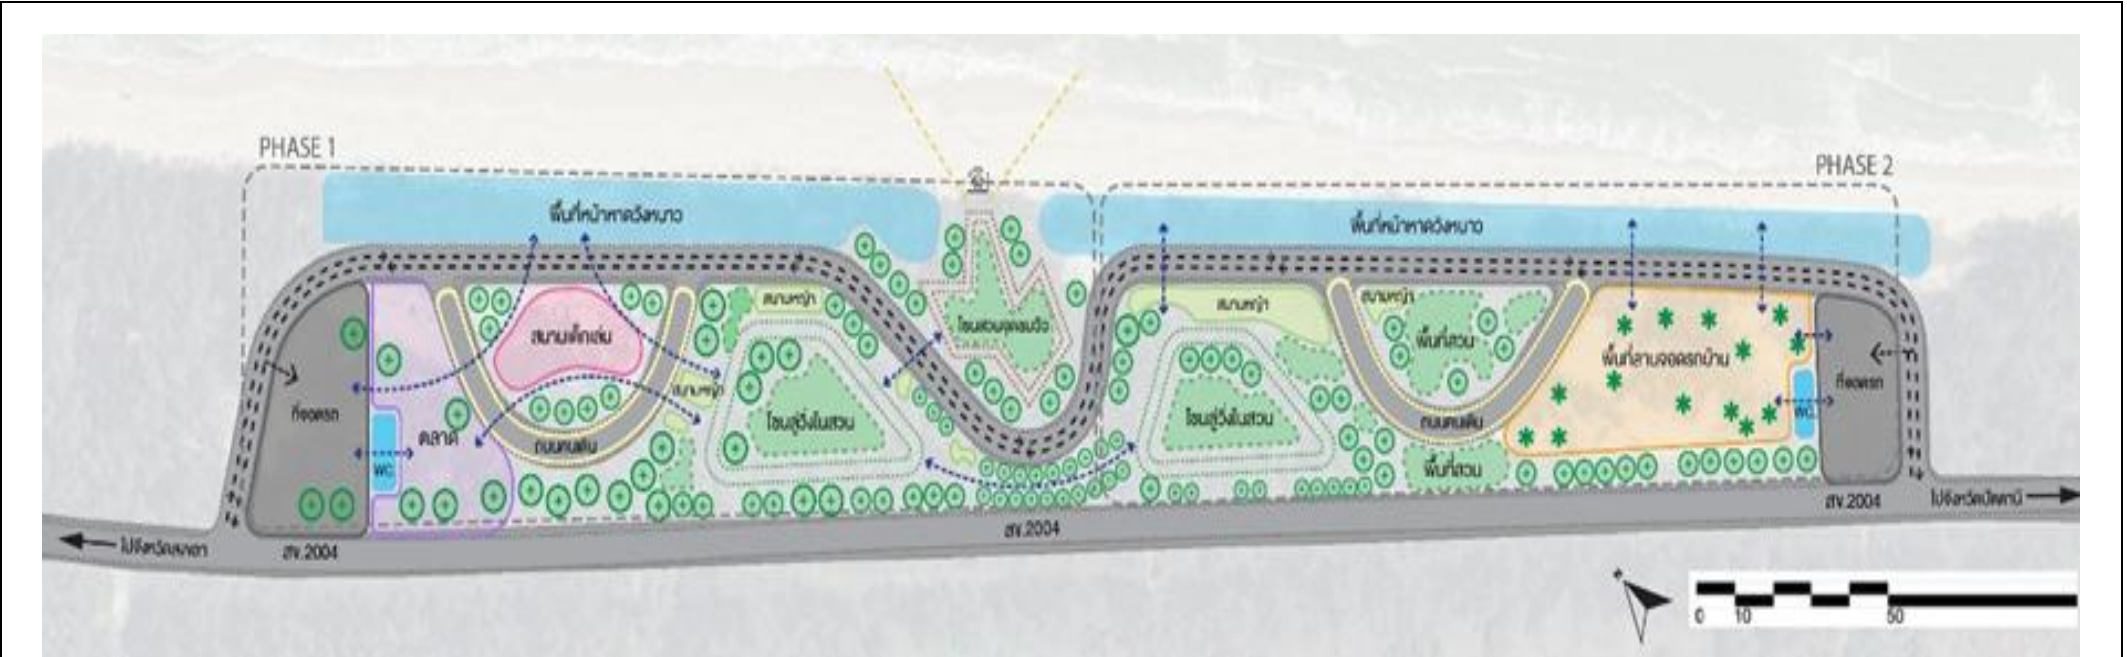 PHASE 1
PHASE 2
พื้นที่หน้าหาดวังหนาว
พื้นที่หน้าหาดวังหนาว
สนามเด็กเล่น
สนามหญ้า
โซนสวนจุดชมวิว
สนามหญ้า
สนามหญ้า
พื้นที่สวน
พื้นที่ลานจอดรถบ้าน
ที่จอดรถ
ที่จอดรถ
ตลาด
WC
ถนนคนเดิน
สนามหญ้า
โซนลู่วิ่งในสวน
โซนลู่วิ่งในสวน
ถนนคนเดิน
พื้นที่สวน
WC
ไปจังหวัดสงขลา
สข.2004
สข.2004
สข.2004
ไปจังหวัดปัตตานี
0 10 50